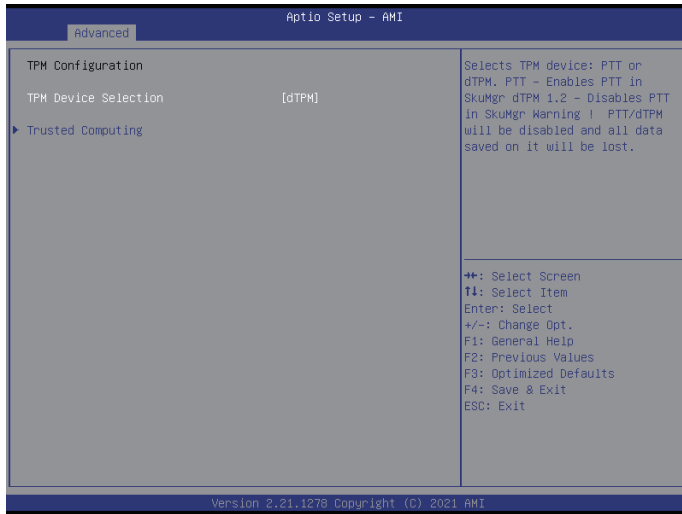 Aptio Setup – AMI
Advanced
TPM Configuration
TPM Device Selection [dTPM]
Trusted Computing
Selects TPM device: PTT or
dTPM. PTT – Enables PTT in
SkuMgr dTPM 1.2 – Disables PTT
in SkuMgr Warning ! PTT/dTPM
will be disabled and all data
saved on it will be lost.
→←: Select Screen
↑↓: Select Item
Enter: Select
+/-: Change Opt.
F1: General Help
F2: Previous Values
F3: Optimized Defaults
F4: Save & Exit
ESC: Exit
Version 2.21.1278 Copyright (C) 2021 AMI